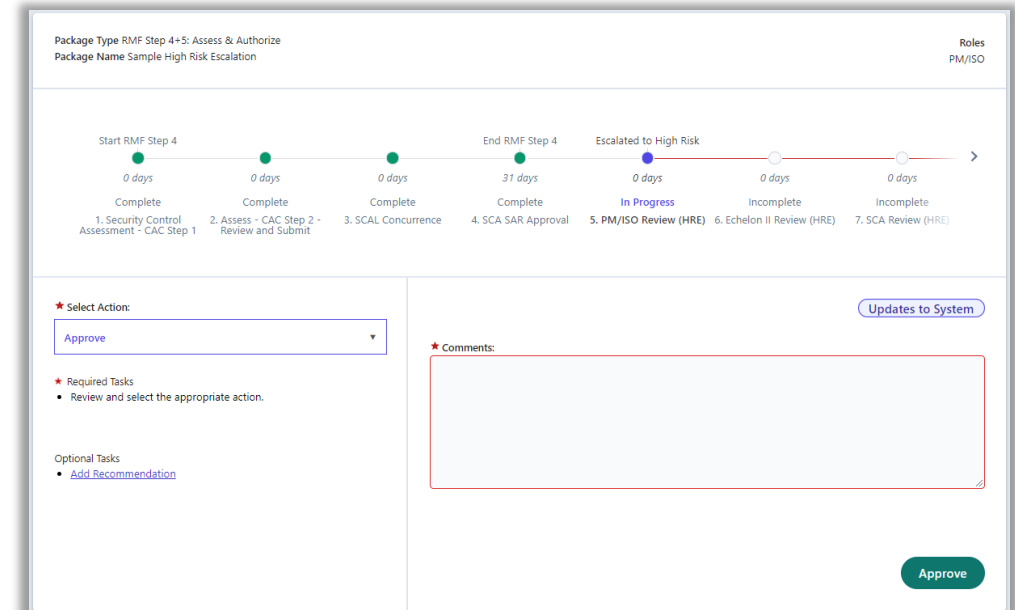 Package Type RMF Step 4+5: Assess & Authorize
Package Name Sample High Risk Escalation
Roles
PM/ISO
Start RMF Step 4
End RMF Step 4
Escalated to High Risk
0 days
0 days
0 days
31 days
0 days
0 days
0 days
Complete
Complete
Complete
Complete
In Progress
Incomplete
Incomplete
1. Security Control
Assessment - CAC Step 1
2. Assess - CAC Step 2 -
Review and Submit
3. SCAL Concurrence
4. SCA SAR Approval
5. PM/ISO Review (HRE)
6. Echelon II Review (HRE)
7. SCA Review (HRE)
★ Select Action:
Approve
★ Required Tasks
• Review and select the appropriate action.
Optional Tasks
• Add Recommendation
Updates to System
★ Comments:
Approve